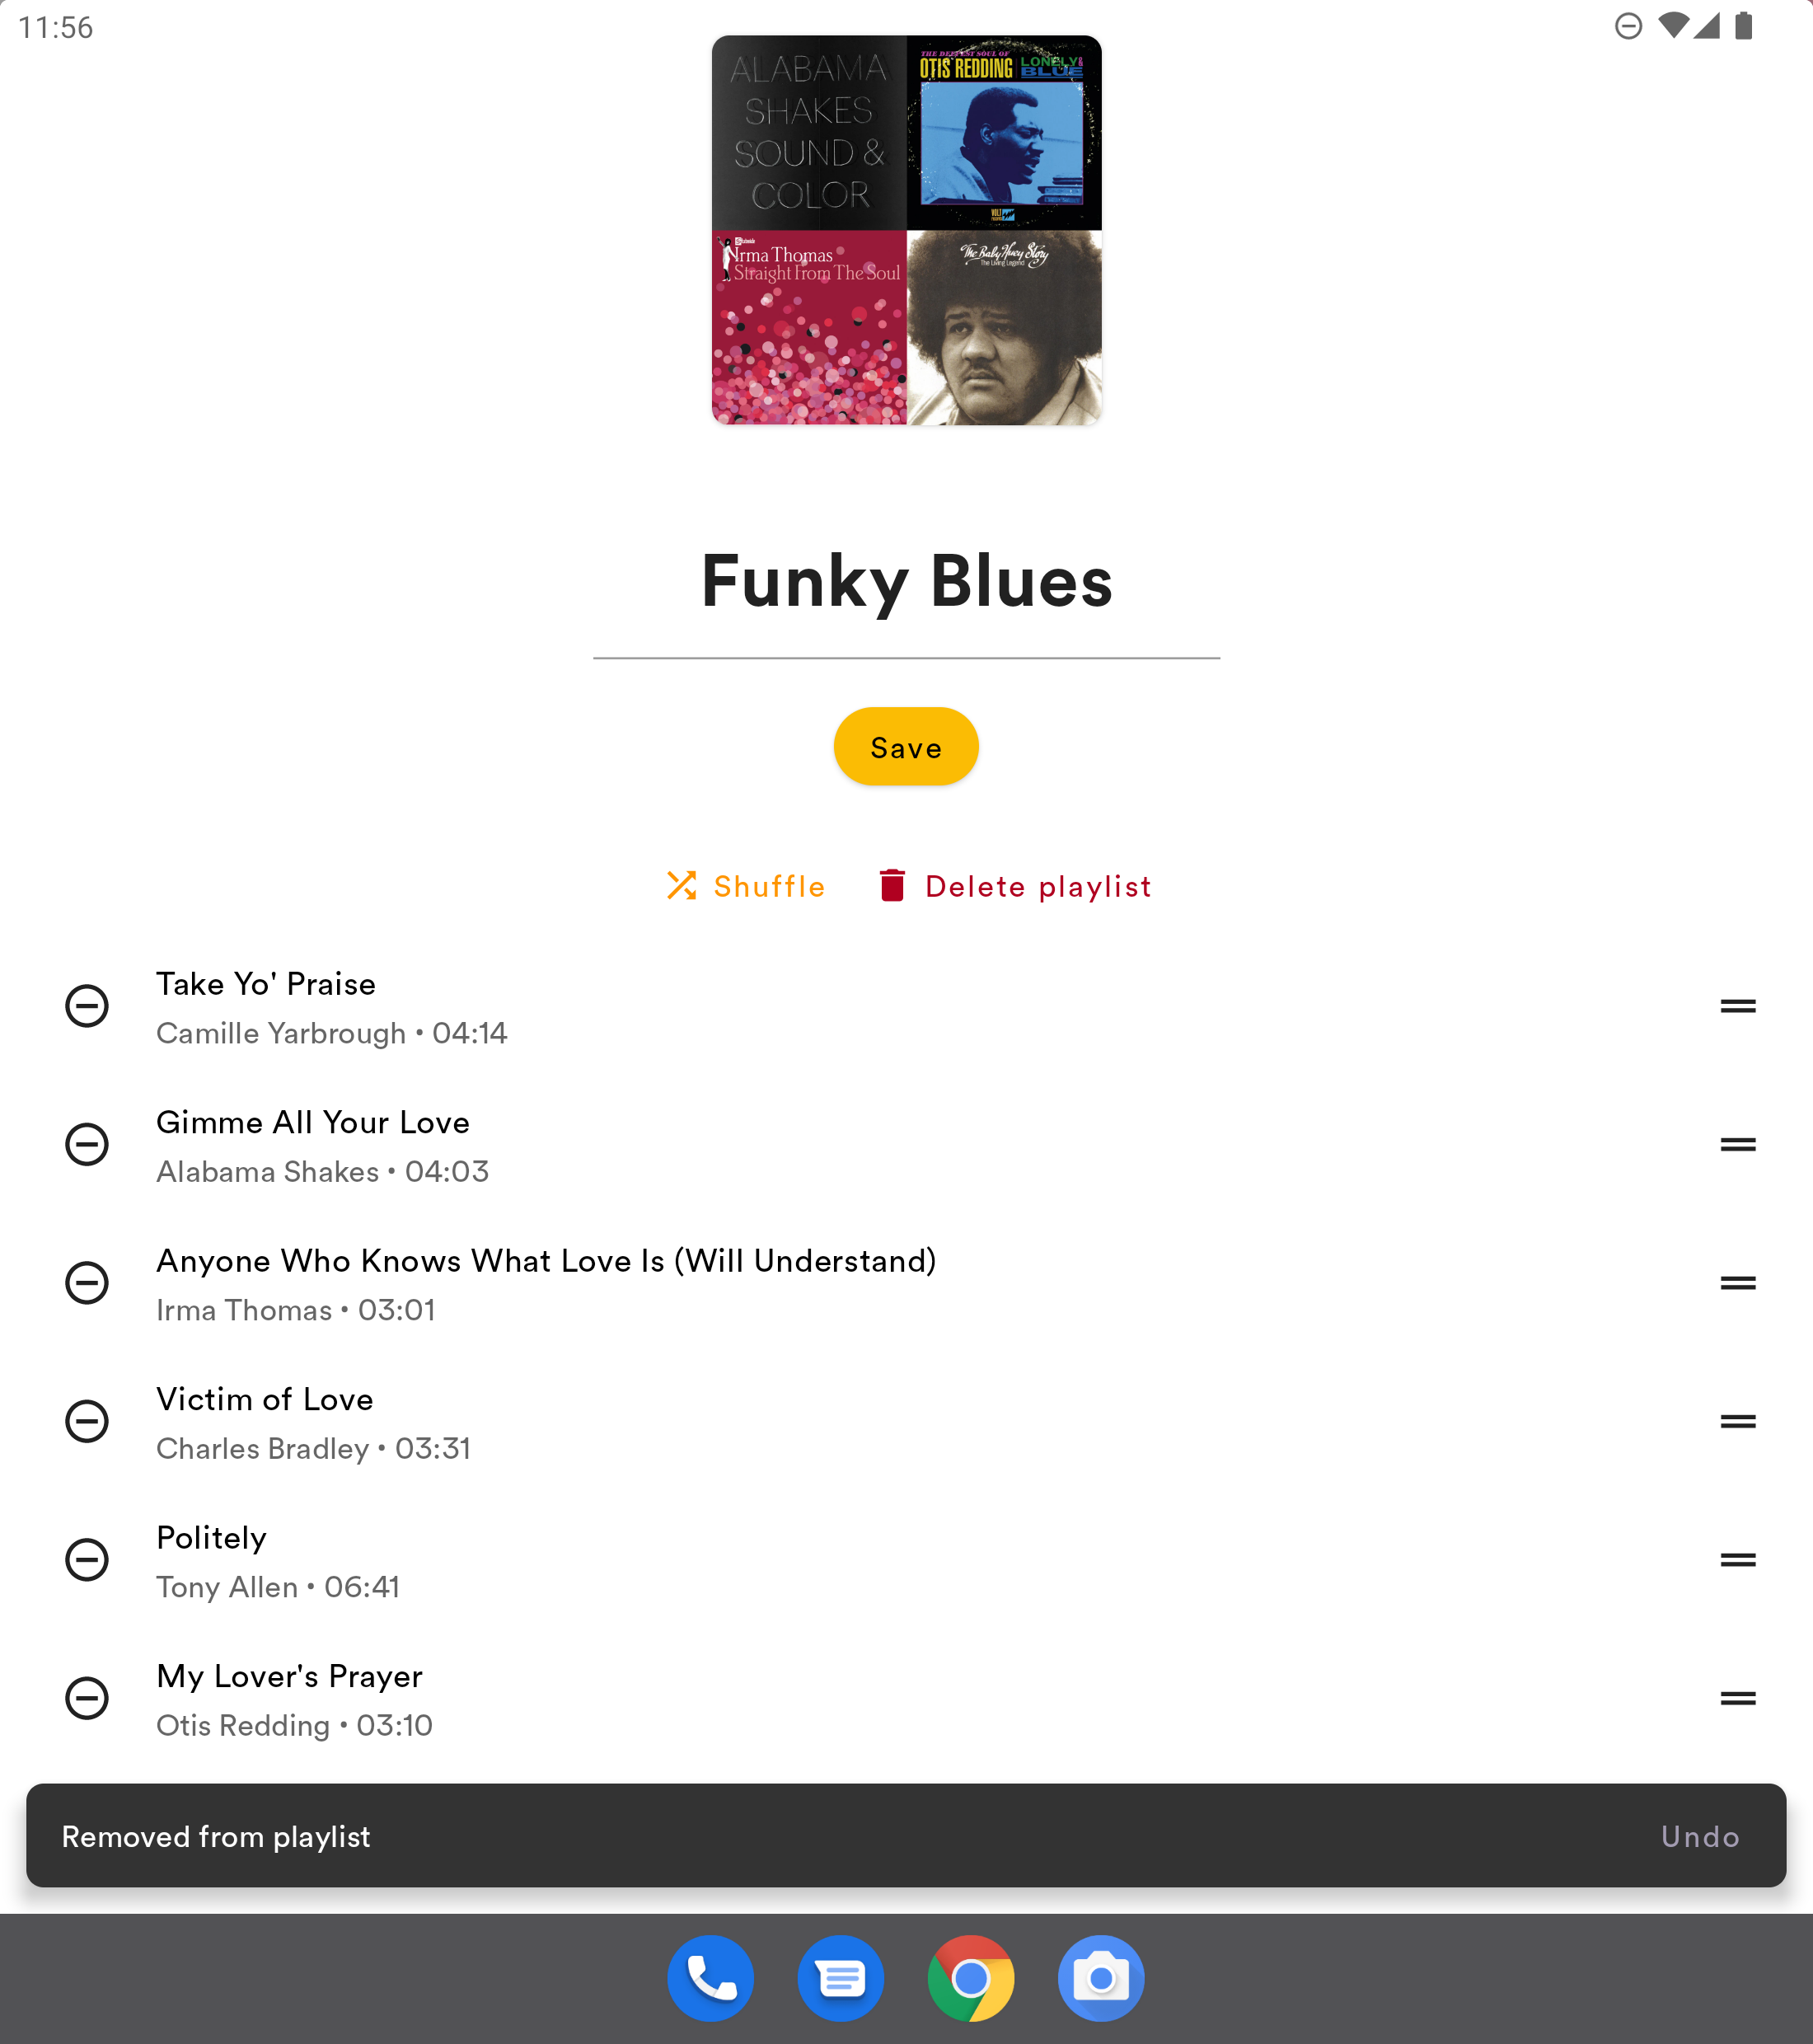 11:56
ALABAMA
SHAKES
SOUND &
COLOR
THE DEEPEST SOUL OF
OTIS REDDING LONELY &
BLUE
VOLT
Irma Thomas
Straight From The Soul
The Baby Huey Story
The Living Legend
Funky Blues
Save
Shuffle
Delete playlist
Take Yo' Praise
Camille Yarbrough • 04:14
Gimme All Your Love
Alabama Shakes • 04:03
Anyone Who Knows What Love Is (Will Understand)
Irma Thomas • 03:01
Victim of Love
Charles Bradley • 03:31
Politely
Tony Allen • 06:41
My Lover's Prayer
Otis Redding • 03:10
Removed from playlist
Undo